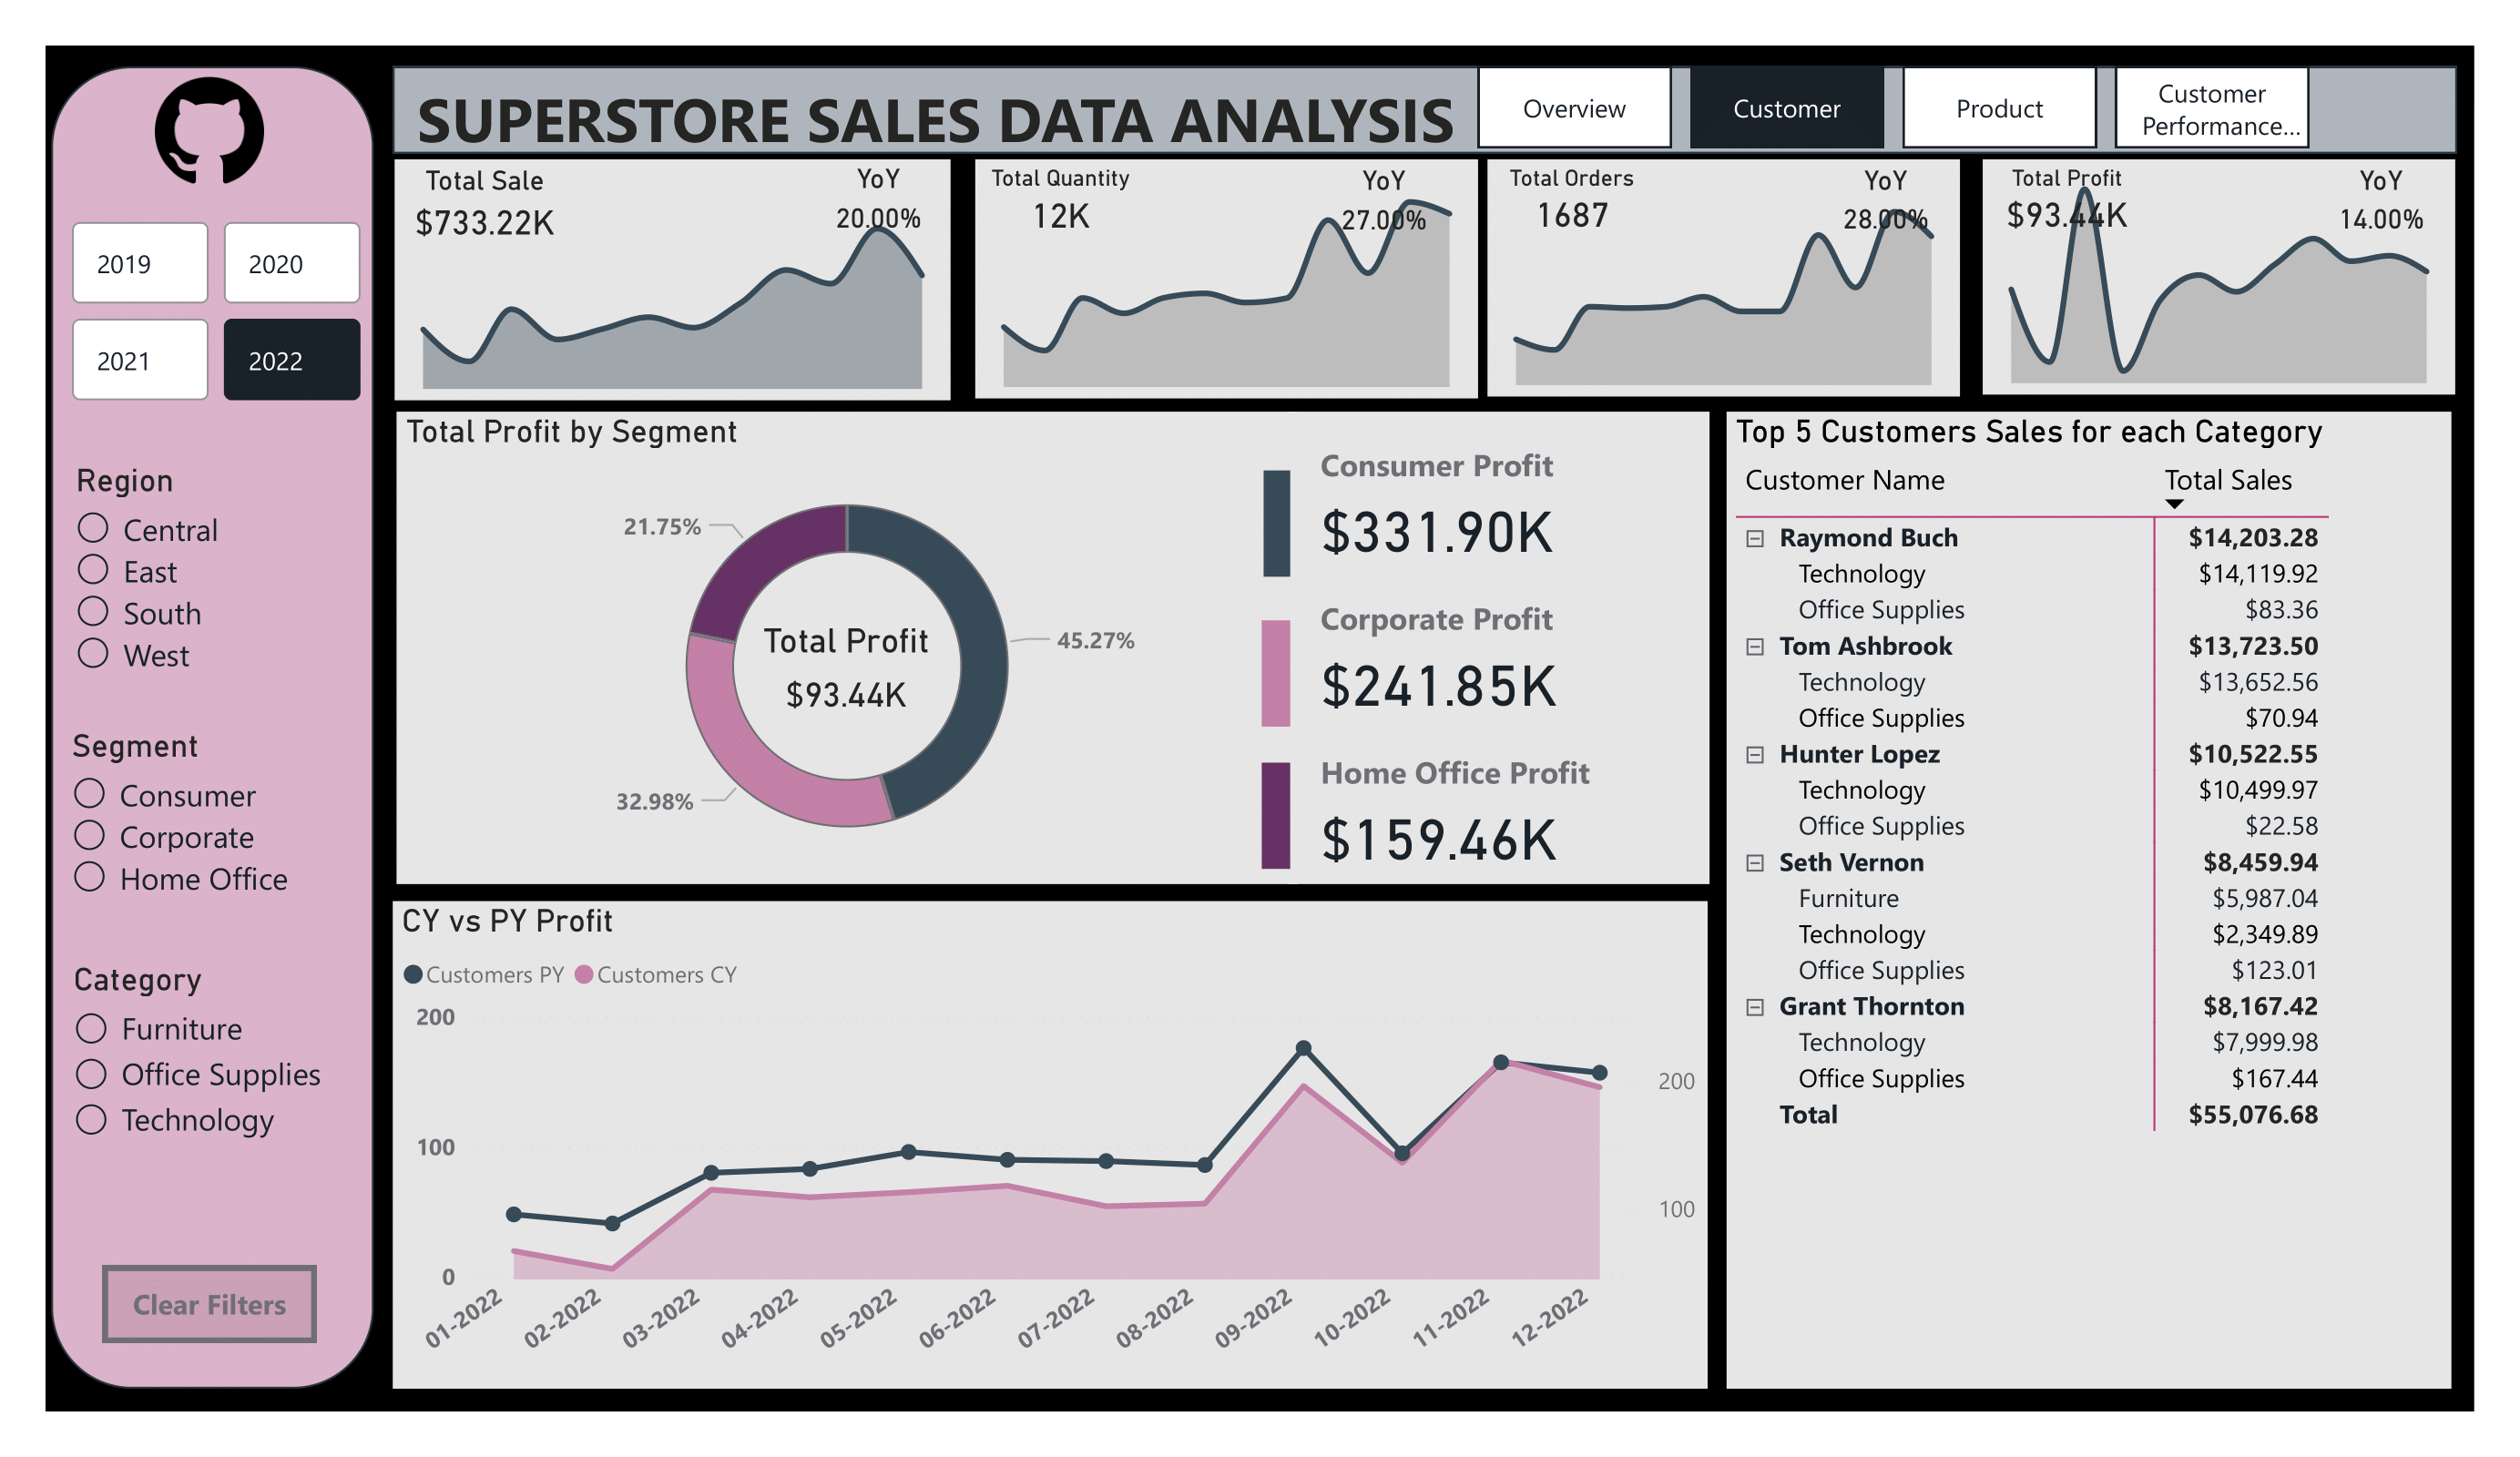 SUPERSTORE SALES DATA ANALYSIS
Overview
Customer
Product
Customer
Performance...
2019
2020
2021
2022
Region
Central
East
South
West
Segment
Consumer
Corporate
Home Office
Category
Furniture
Office Supplies
Technology
Clear Filters
Total Sale
YoY
$733.22K
20.00%
Total Quantity
YoY
12K
27.00%
Total Orders
YoY
1687
28.00%
Total Profit
YoY
$93.44K
14.00%
Total Profit by Segment
21.75%
45.27%
32.98%
Total Profit
$93.44K
Consumer Profit
$331.90K
Corporate Profit
$241.85K
Home Office Profit
$159.46K
CY vs PY Profit
Customers PY
Customers CY
200
100
0
200
100
01-2022
02-2022
03-2022
04-2022
05-2022
06-2022
07-2022
08-2022
09-2022
10-2022
11-2022
12-2022
Top 5 Customers Sales for each Category
Customer Name Total Sales
Raymond Buch $14,203.28
Technology $14,119.92
Office Supplies $83.36
Tom Ashbrook $13,723.50
Technology $13,652.56
Office Supplies $70.94
Hunter Lopez $10,522.55
Technology $10,499.97
Office Supplies $22.58
Seth Vernon $8,459.94
Furniture $5,987.04
Technology $2,349.89
Office Supplies $123.01
Grant Thornton $8,167.42
Technology $7,999.98
Office Supplies $167.44
Total $55,076.68